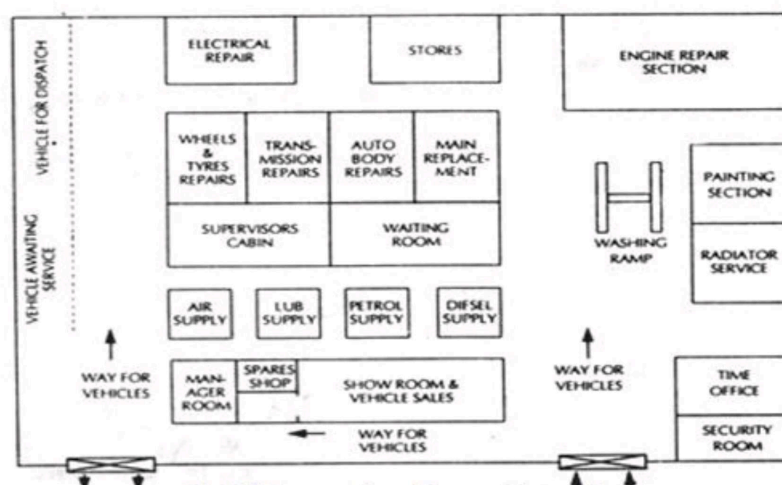 ELECTRICAL
REPAIR
STORES
ENGINE REPAIR
SECTION
VEHICLE FOR DISPATCH
VEHICLE AWAITING
SERVICE
WHEELS
&
TYRES
REPAIRS
TRANS-
MISSION
REPAIRS
AUTO
BODY
REPAIRS
MAIN
REPLACE-
MENT
SUPERVISORS
CABIN
WAITING
ROOM
WASHING
RAMP
PAINTING
SECTION
RADIATOR
SERVICE
AIR
SUPPLY
LUB
SUPPLY
PETROL
SUPPLY
DIESEL
SUPPLY
WAY FOR
VEHICLES
MAN-
AGER
ROOM
SPARES
SHOP
SHOW ROOM &
VEHICLE SALES
WAY FOR
VEHICLES
WAY FOR
VEHICLES
TIME
OFFICE
SECURITY
ROOM